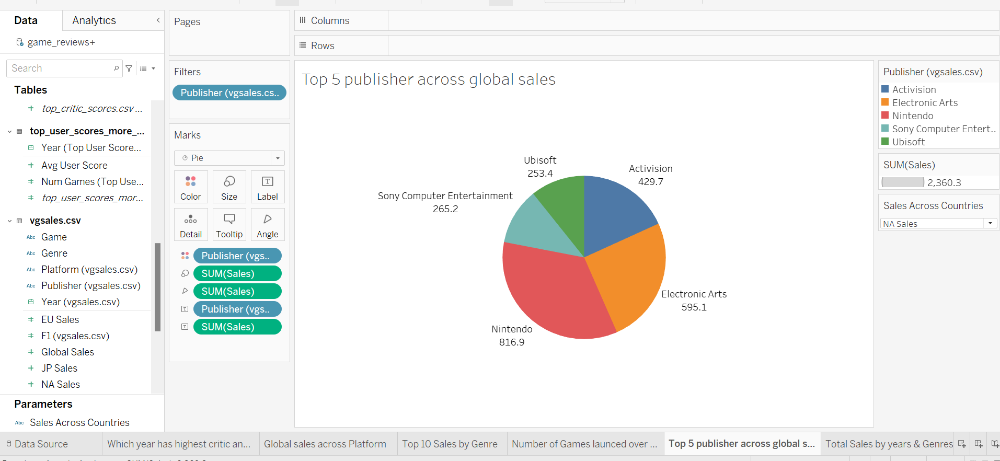 Data
Analytics
game_reviews+
Search
Tables
top_critic_scores.csv ...
top_user_scores_more_...
Year (Top User Score...
Avg User Score
Num Games (Top Use...
top_user_scores_mor...
vgsales.csv
Abc Game
Abc Genre
Abc Platform (vgsales.csv)
Abc Publisher (vgsales.csv)
Year (vgsales.csv)
EU Sales
F1 (vgsales.csv)
Global Sales
JP Sales
NA Sales
Parameters
Abc Sales Across Countries
Pages
Filters
Publisher (vgsales.cs..
Marks
Pie
Color
Size
Label
Detail
Tooltip
Angle
Publisher (vgs..
SUM(Sales)
SUM(Sales)
Publisher (vgs..
SUM(Sales)
Columns
Rows
Top 5 publisher across global sales
Ubisoft
253.4
Activision
429.7
Sony Computer Entertainment
265.2
Electronic Arts
595.1
Nintendo
816.9
Publisher (vgsales.csv)
Activision
Electronic Arts
Nintendo
Sony Computer Entert..
Ubisoft
SUM(Sales)
2,360.3
Sales Across Countries
NA Sales
Data Source
Which year has highest critic an...
Global sales across Platform
Top 10 Sales by Genre
Number of Games launced over ...
Top 5 publisher across global s...
Total Sales by years & Genres